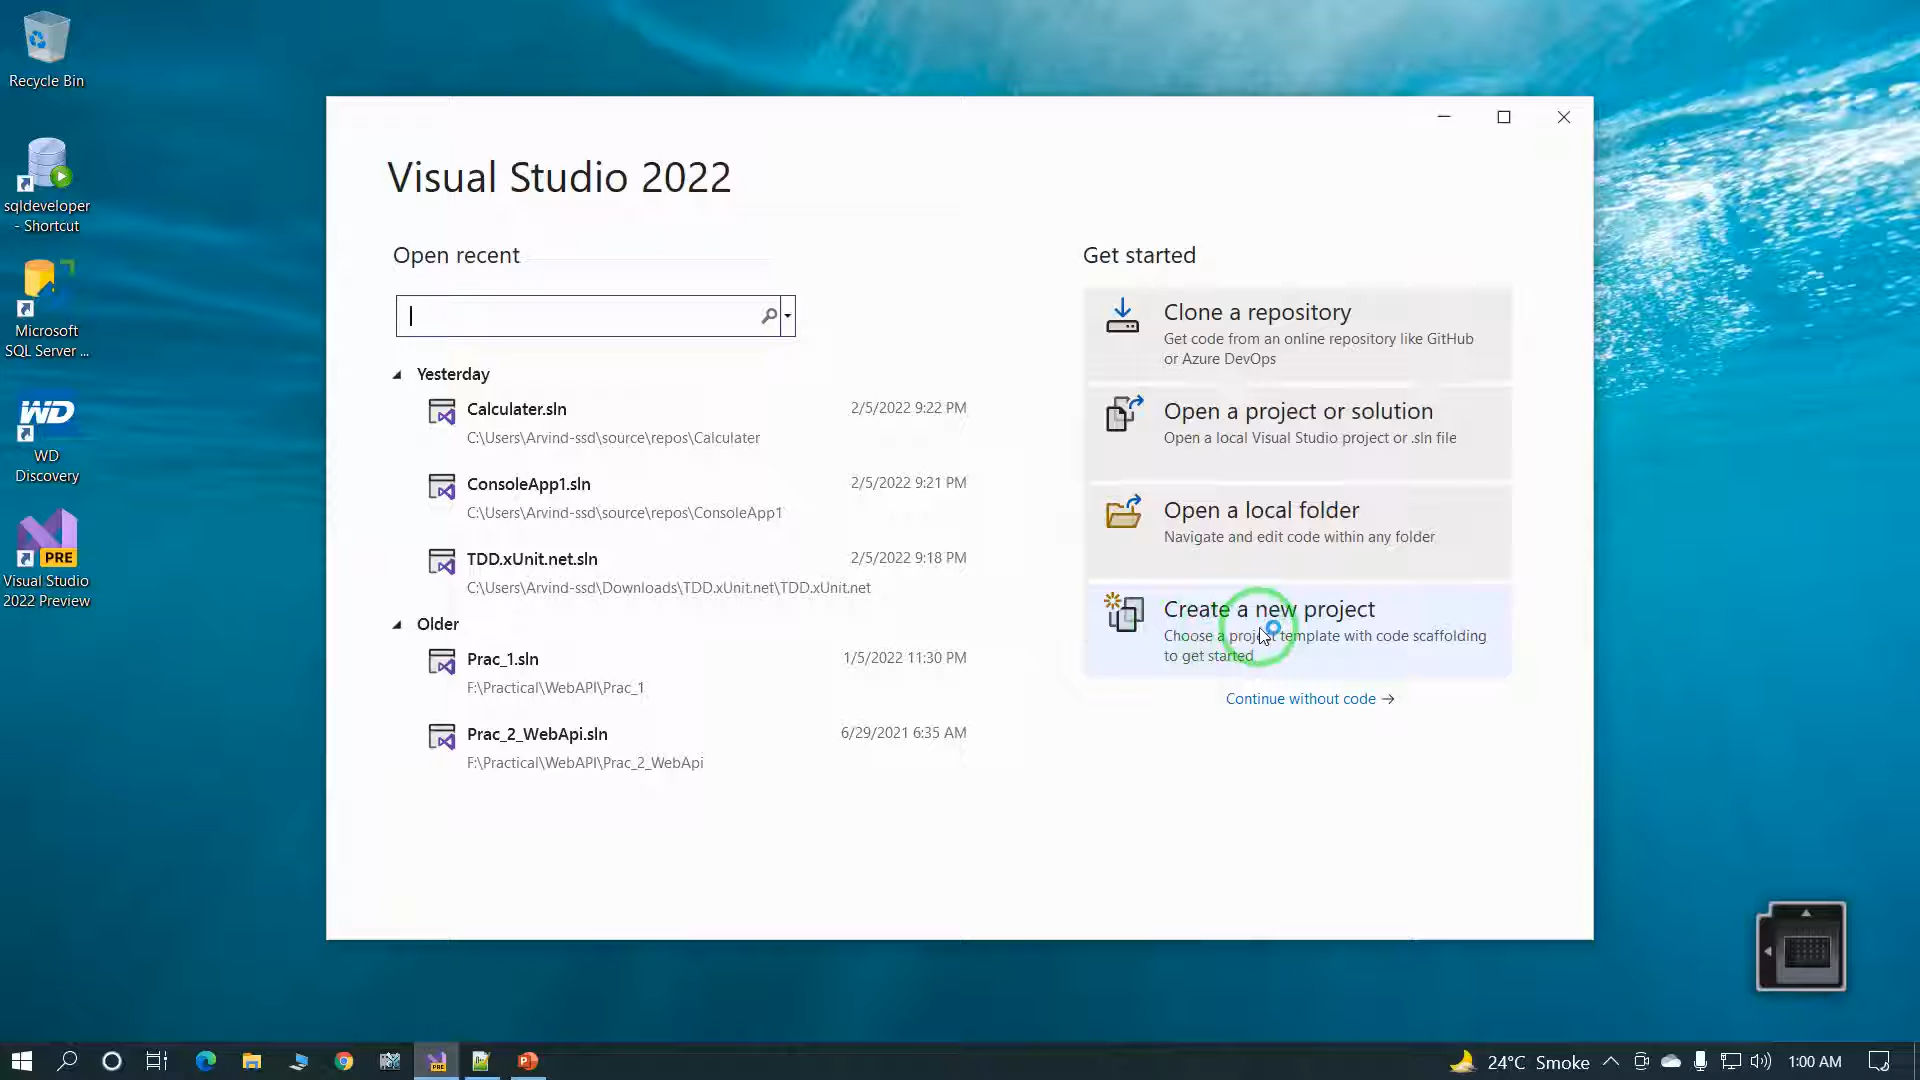 Recycle Bin
sqldeveloper
- Shortcut
Microsoft
SQL Server ...
WD
WD
Discovery
PRE
Visual Studio
2022 Preview
Visual Studio 2022
Open recent
Yesterday
Calculater.sln
2/5/2022 9:22 PM
C:\Users\Arvind-ssd\source\repos\Calculater
ConsoleApp1.sln
2/5/2022 9:21 PM
C:\Users\Arvind-ssd\source\repos\ConsoleApp1
TDD.xUnit.net.sln
2/5/2022 9:18 PM
C:\Users\Arvind-ssd\Downloads\TDD.xUnit.net\TDD.xUnit.net
Older
Prac_1.sln
1/5/2022 11:30 PM
F:\Practical\WebAPI\Prac_1
Prac_2_WebApi.sln
6/29/2021 6:35 AM
F:\Practical\WebAPI\Prac_2_WebApi
Get started
Clone a repository
Get code from an online repository like GitHub
or Azure DevOps
Open a project or solution
Open a local Visual Studio project or .sln file
Open a local folder
Navigate and edit code within any folder
Create a new project
Choose a project template with code scaffolding
to get started
Continue without code →
PRE
24°C Smoke
1:00 AM